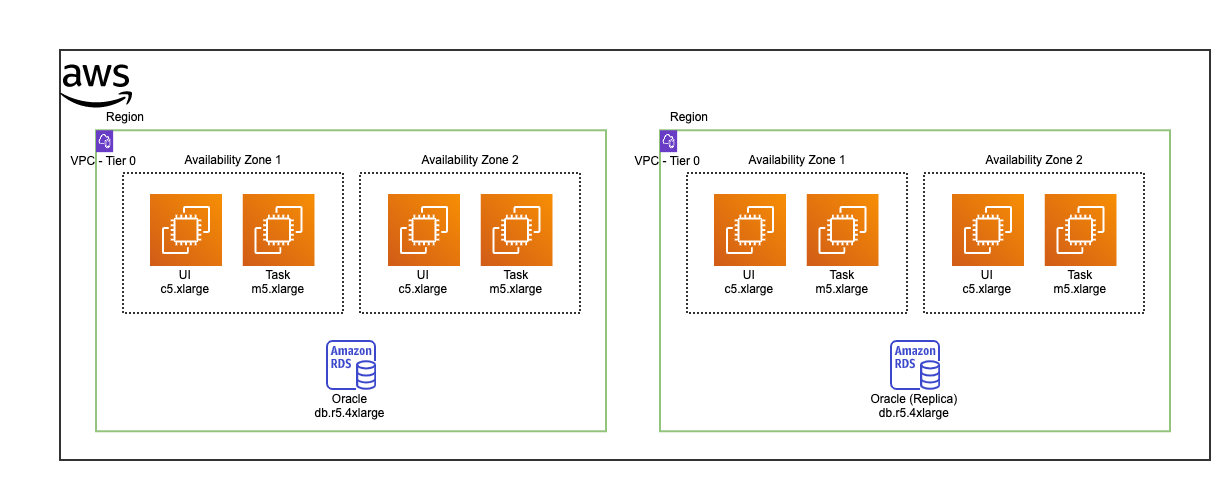 aws
Region
Region
VPC - Tier 0
Availability Zone 1
Availability Zone 2
VPC - Tier 0
Availability Zone 1
Availability Zone 2
UI
c5.xlarge
Task
m5.xlarge
UI
c5.xlarge
Task
m5.xlarge
UI
c5.xlarge
Task
m5.xlarge
UI
c5.xlarge
Task
m5.xlarge
Amazon
RDS
Oracle
db.r5.4xlarge
Amazon
RDS
Oracle (Replica)
db.r5.4xlarge